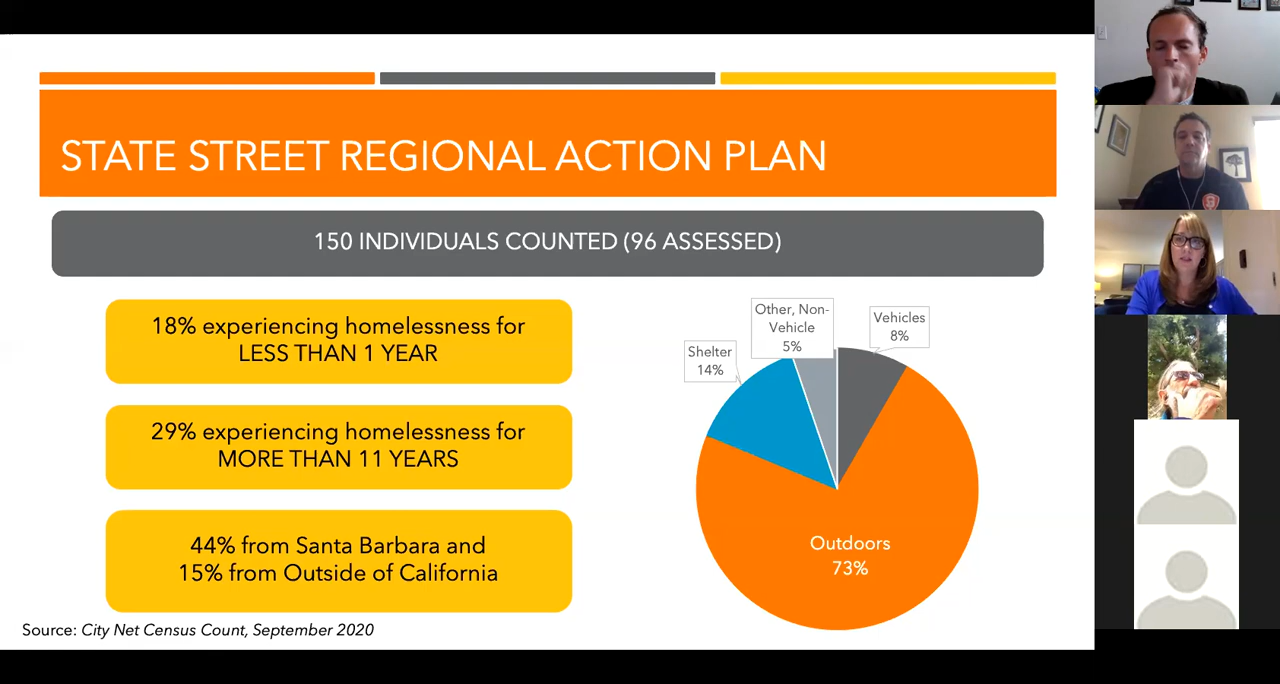 STATE STREET REGIONAL ACTION PLAN
150 INDIVIDUALS COUNTED (96 ASSESSED)
18% experiencing homelessness for
LESS THAN 1 YEAR
29% experiencing homelessness for
MORE THAN 11 YEARS
44% from Santa Barbara and
15% from Outside of California
Other, Non-
Vehicle
5%
Vehicles
8%
Shelter
14%
Outdoors
73%
Source: City Net Census Count, September 2020